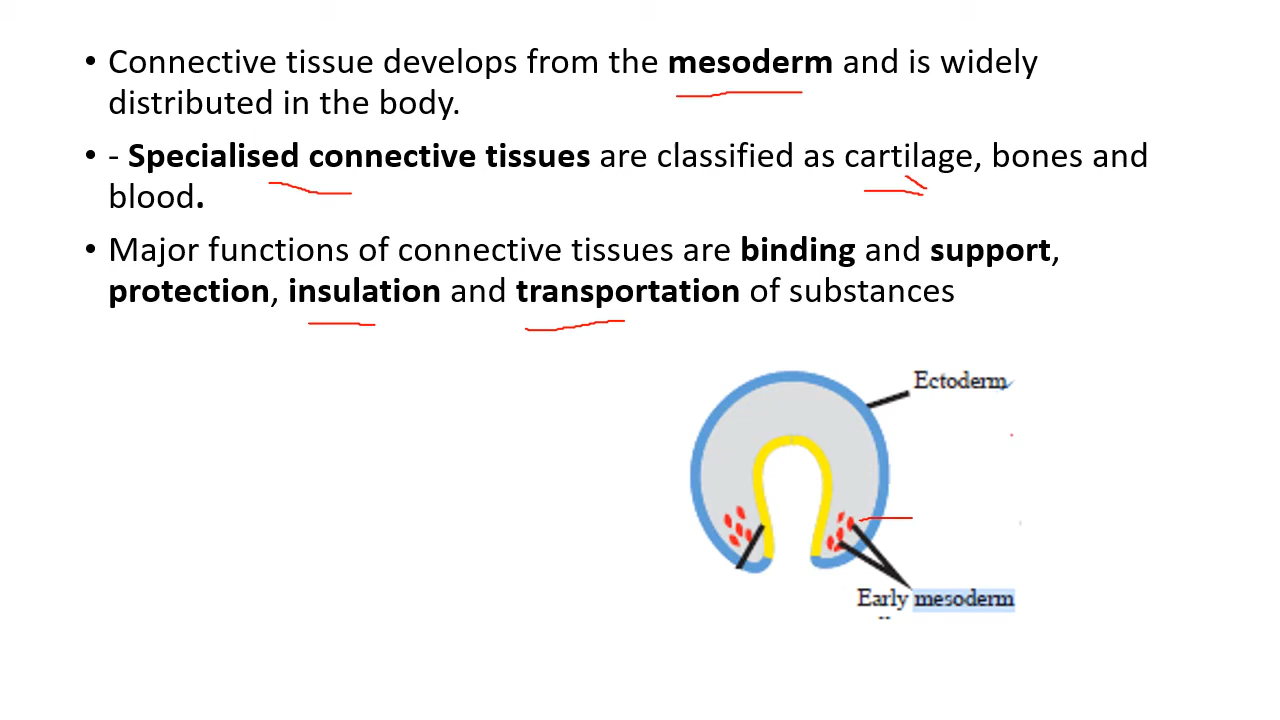 • Connective tissue develops from the mesoderm and is widely
distributed in the body.
• - Specialised connective tissues are classified as cartilage, bones and
blood.
• Major functions of connective tissues are binding and support,
protection, insulation and transportation of substances
Ectoderm
Early mesoderm